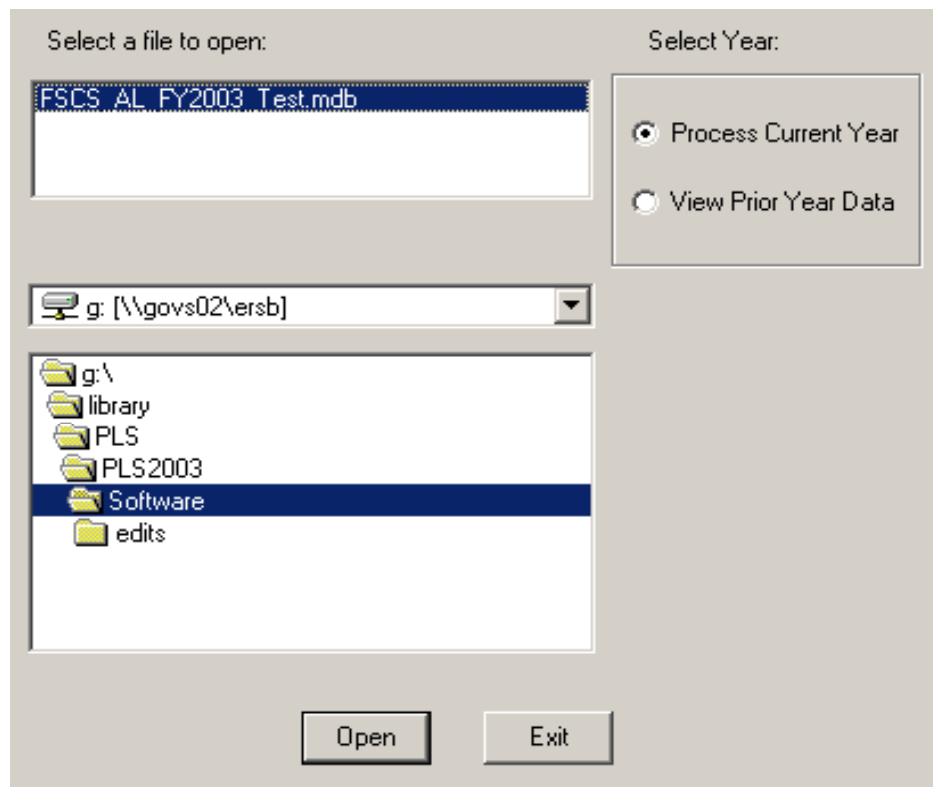 Select a file to open:
Select Year:
FSCS_AL_FY2003_Test.mdb
Process Current Year
View Prior Year Data
g: [\\govs02\ersb]
g:\
library
PLS
PLS2003
Software
edits
Open
Exit